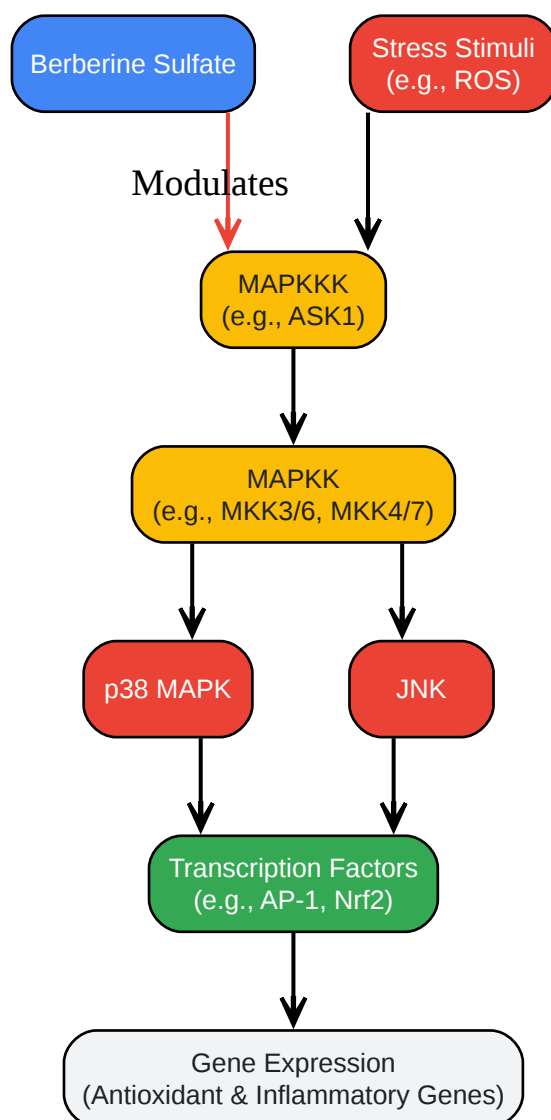 Berberine Sulfate
Stress Stimuli
(e.g., ROS)
Modulates
MAPKKK
(e.g., ASK1)
MAPKK
(e.g., MKK3/6, MKK4/7)
p38 MAPK
JNK
Transcription Factors
(e.g., AP-1, Nrf2)
Gene Expression
(Antioxidant & Inflammatory Genes)